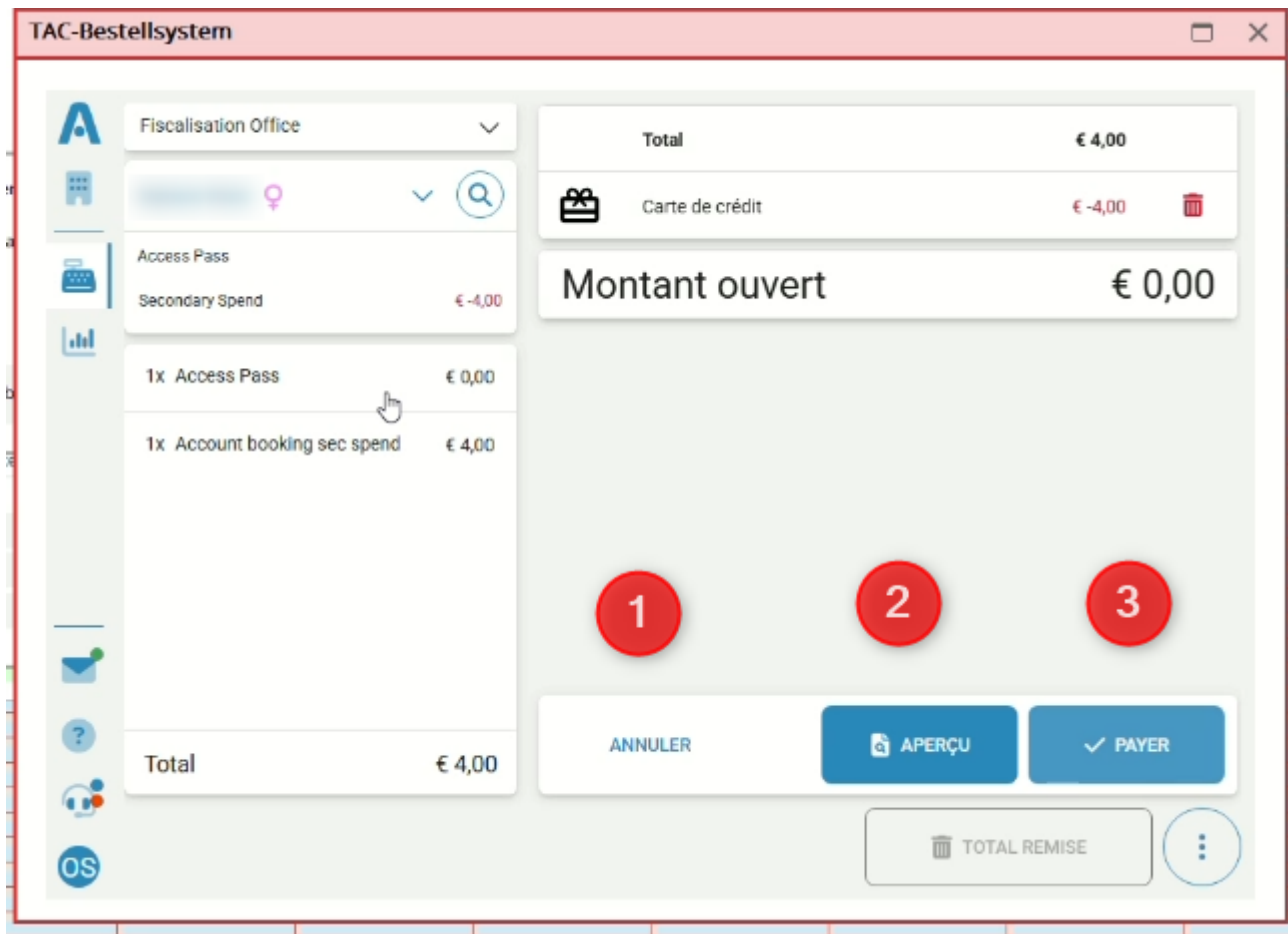 TAC-Bestellsystem
Fiscalisation Office
Access Pass
Secondary Spend € -4,00
1x Access Pass € 0,00
1x Account booking sec spend € 4,00
Total € 4,00
Total € 4,00
Carte de crédit € -4,00
Montant ouvert € 0,00
1 2 3
ANNULER APERÇU PAYER
TOTAL REMISE
OS